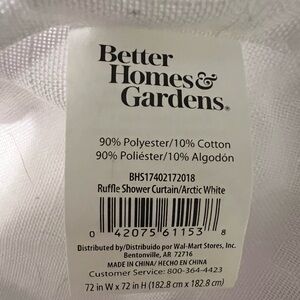 Better
Homes&
Gardens®
90% Polyester/10% Cotton
90% Poliéster/10% Algodón
BHS17402172018
Ruffle Shower Curtain/Arctic White
0 42075 61153 8
Distributed by/Distribuido por Wal-Mart Stores, Inc.
Bentonville, AR 72716
MADE IN CHINA/ HECHO EN CHINA
Customer Service: 800-364-4423
72 in W x 72 in H (182.8 cm x 182.8 cm)